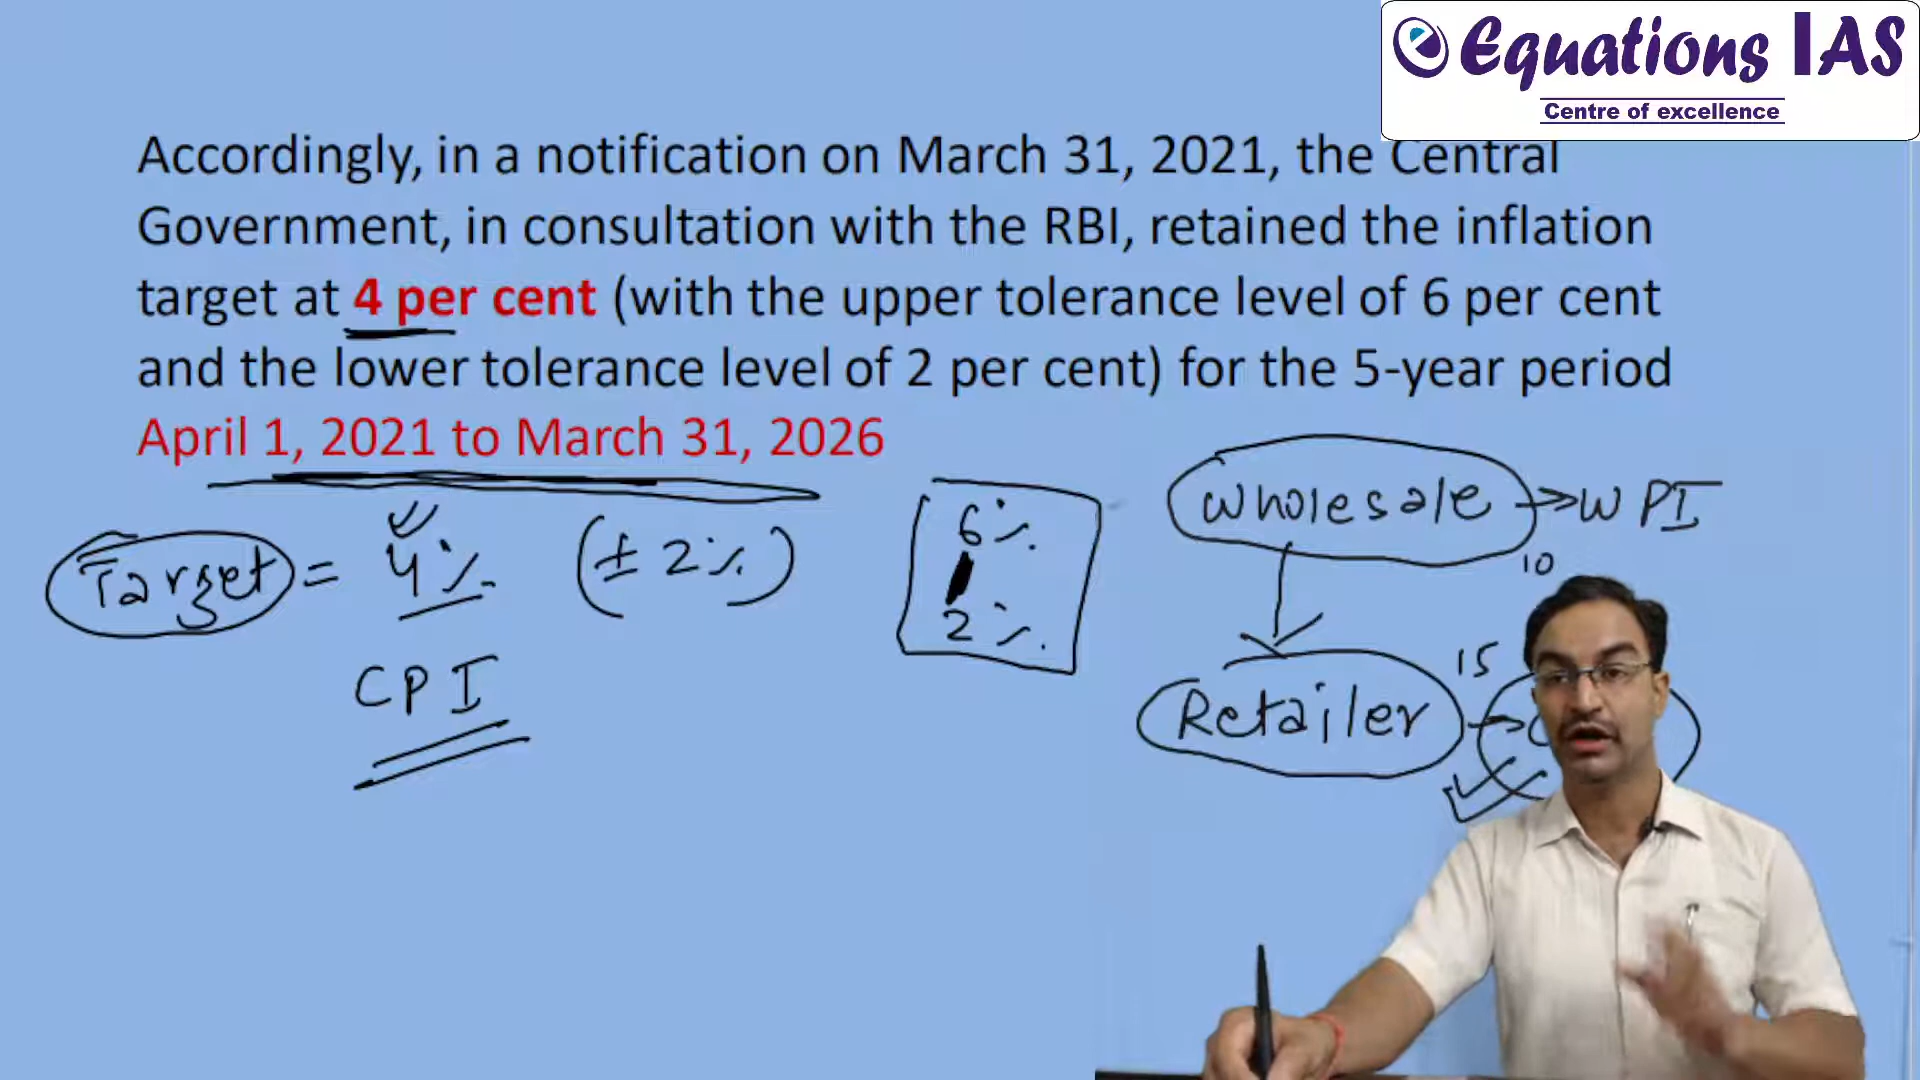 Equations IAS
Centre of excellence
Accordingly, in a notification on March 31, 2021, the Central
Government, in consultation with the RBI, retained the inflation
target at 4 per cent (with the upper tolerance level of 6 per cent
and the lower tolerance level of 2 per cent) for the 5-year period
April 1, 2021 to March 31, 2026
Target = 4% (± 2%)
CPI
6%
2%
Wholesale → WPI
10
15
Retailer →